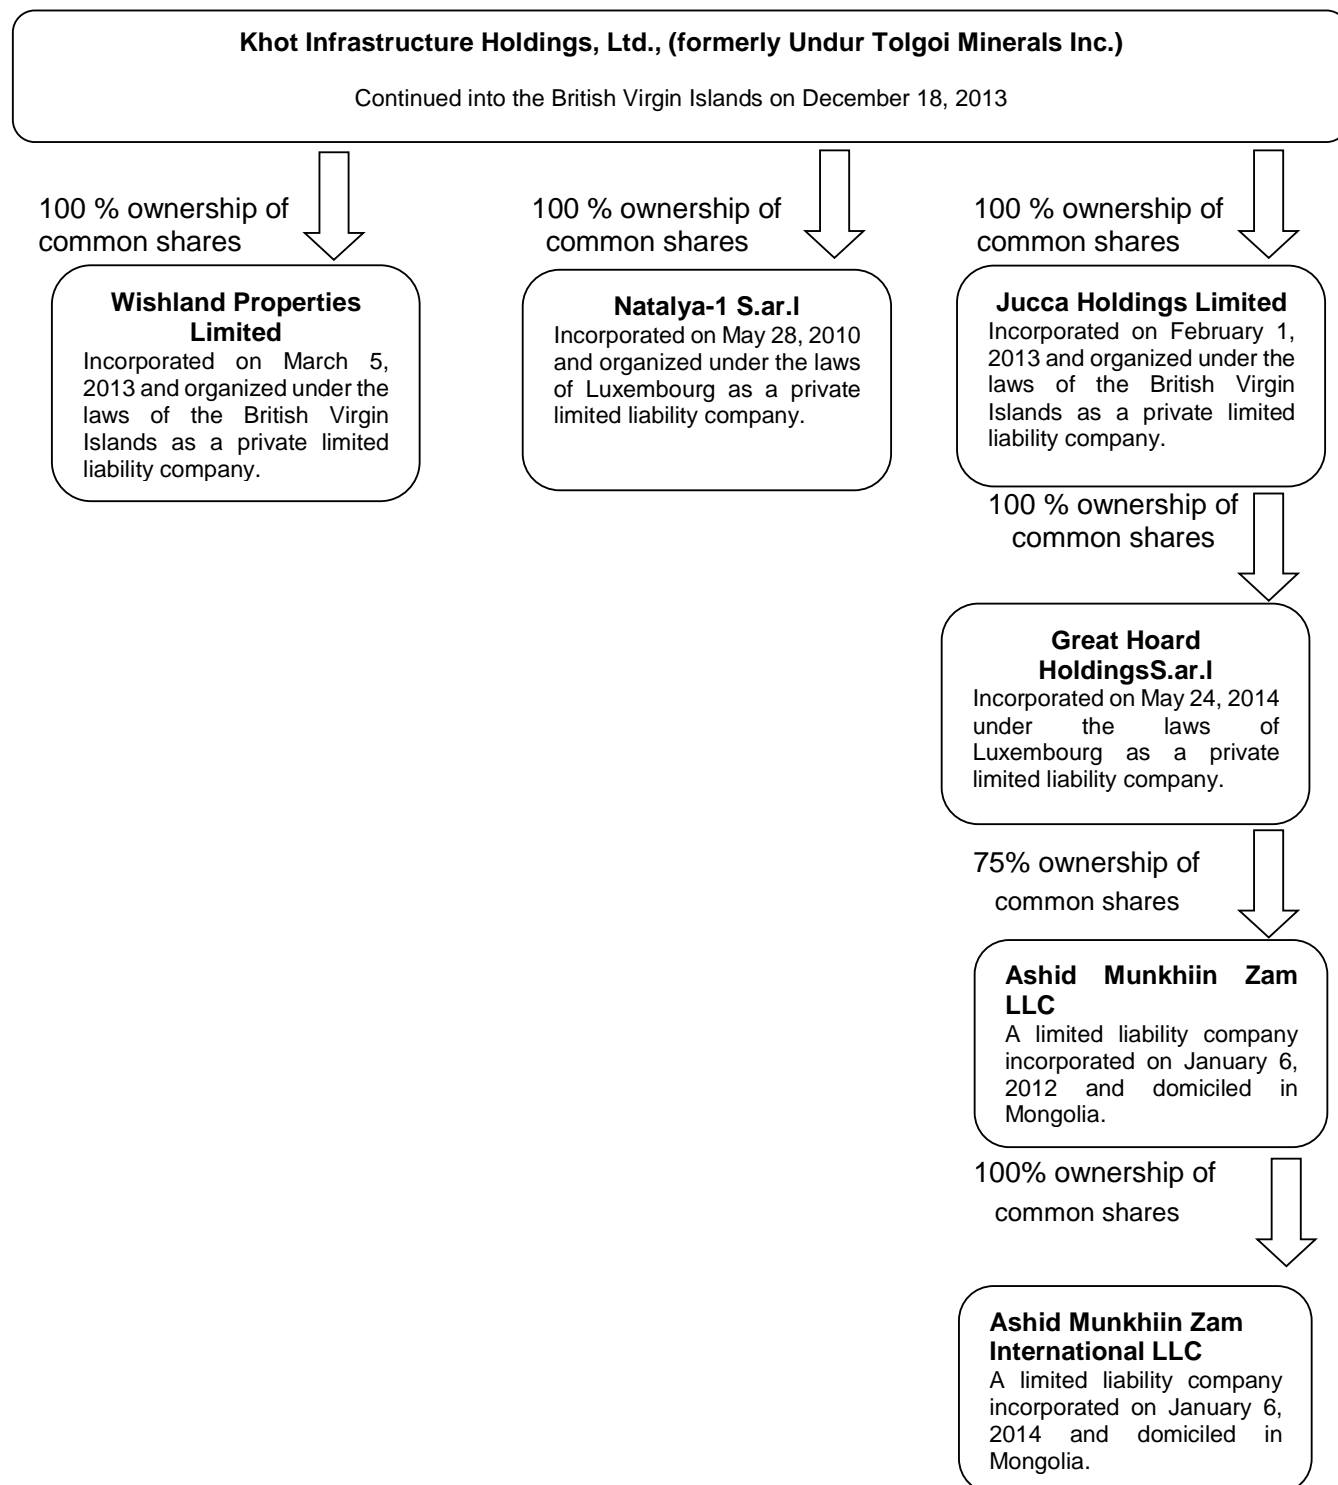 Khot Infrastructure Holdings, Ltd., (formerly Undur Tolgoi Minerals Inc.)
Continued into the British Virgin Islands on December 18, 2013
100 % ownership of
common shares
100 % ownership of
common shares
100 % ownership of
common shares
Wishland Properties
Limited
Incorporated on March 5,
2013 and organized under the
laws of the British Virgin
Islands as a private limited
liability company.
Natalya-1 S.ar.l
Incorporated on May 28, 2010
and organized under the laws
of Luxembourg as a private
limited liability company.
Jucca Holdings Limited
Incorporated on February 1,
2013 and organized under the
laws of the British Virgin
Islands as a private limited
liability company.
100 % ownership of
common shares
Great Hoard
HoldingsS.ar.l
Incorporated on May 24, 2014
under the laws of
Luxembourg as a private
limited liability company.
75% ownership of
common shares
Ashid Munkhiin Zam
LLC
A limited liability company
incorporated on January 6,
2012 and domiciled in
Mongolia.
100% ownership of
common shares
Ashid Munkhiin Zam
International LLC
A limited liability company
incorporated on January 6,
2014 and domiciled in
Mongolia.